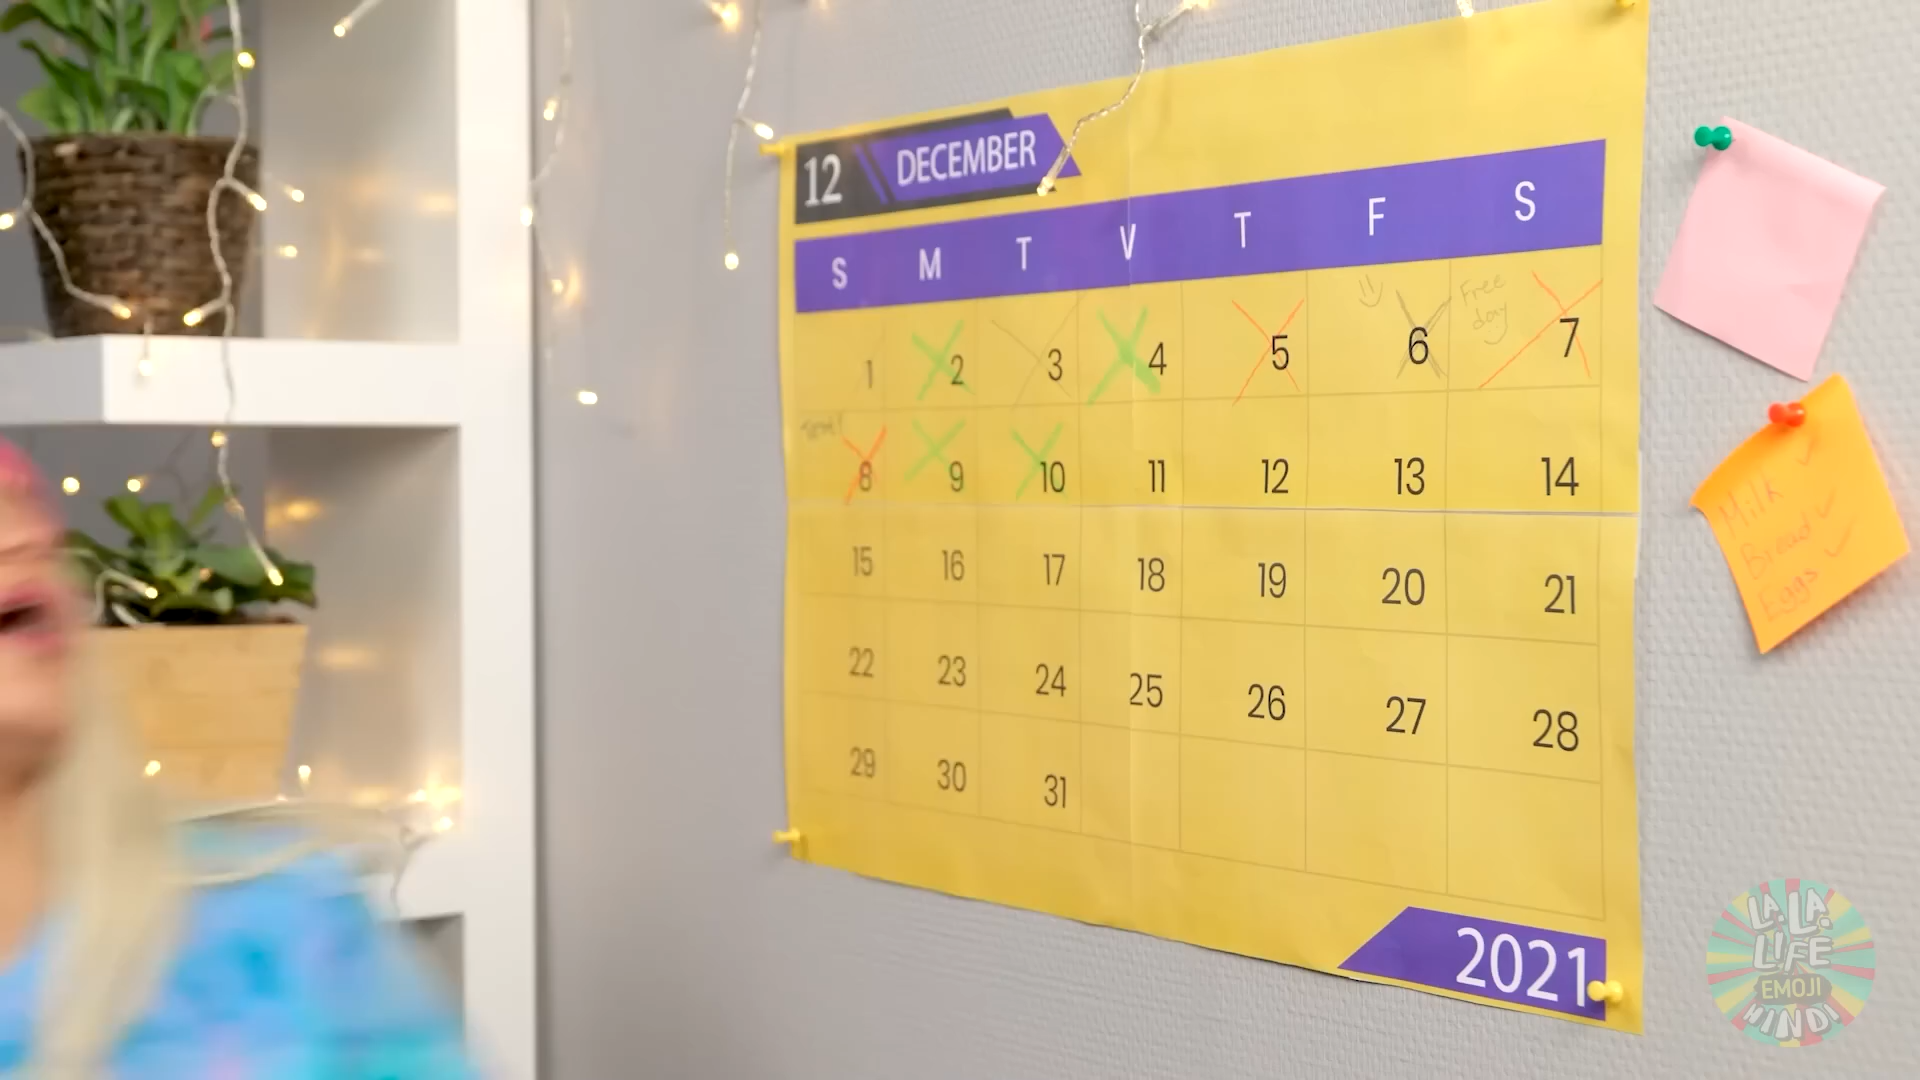 12 DECEMBER
S M T V T F S
Free
day
1 2 3 4 5 6 7
8 9 10 11 12 13 14
15 16 17 18 19 20 21
22 23 24 25 26 27 28
29 30 31
2021
Milk
Bread
Eggs
LA LA
LIFE
EMOJI
HINDI